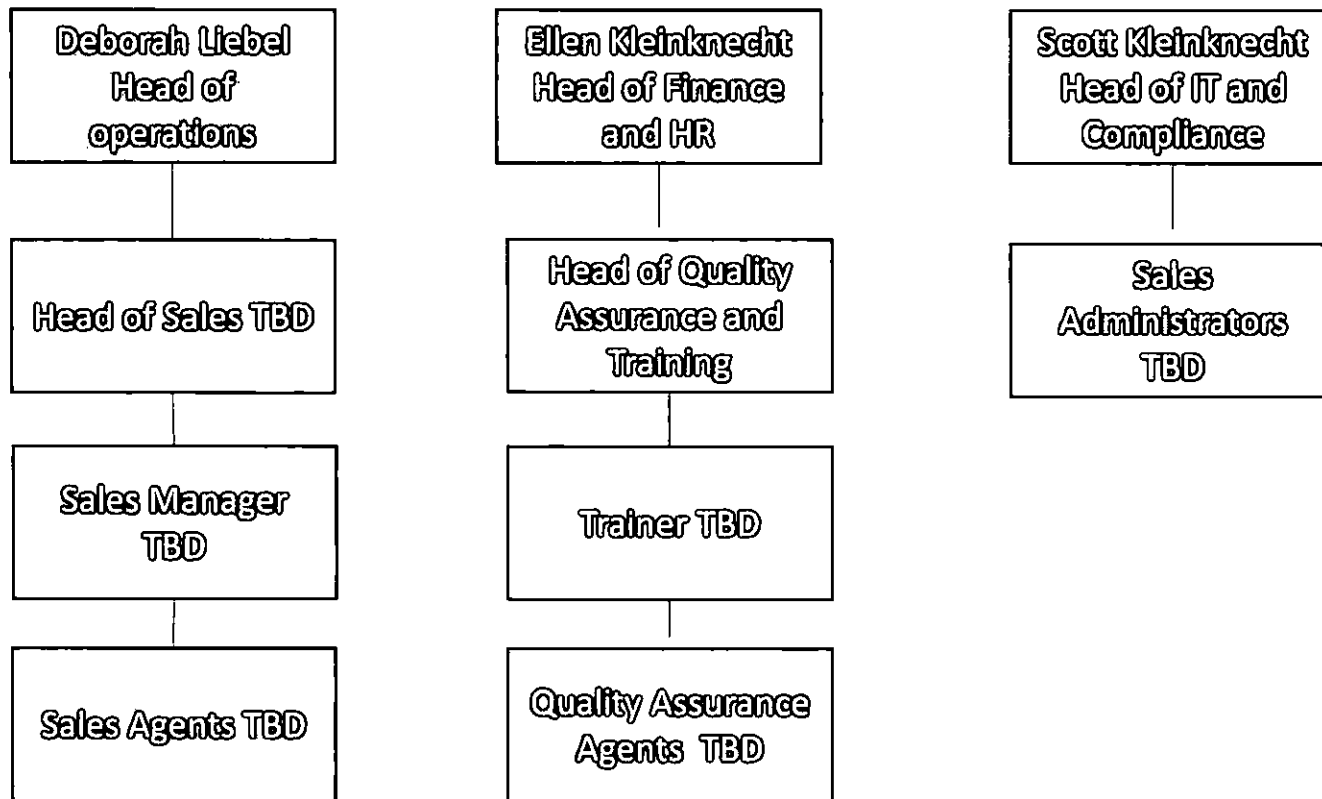 Deborah Liebel
Head of
operations
Ellen Kleinknecht
Head of Finance
and HR
Scott Kleinknecht
Head of IT and
Compliance
Head of Sales TBD
Head of Quality
Assurance and
Training
Sales
Administrators
TBD
Sales Manager
TBD
Trainer TBD
Sales Agents TBD
Quality Assurance
Agents TBD